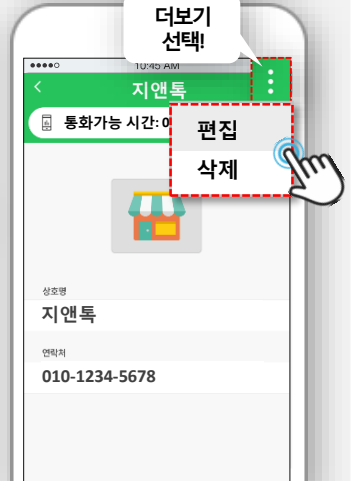 더보기
선택!
10:45 AM
지앤톡
통화가능 시간: 0
편집
삭제
상호명
지앤톡
연락처
010-1234-5678